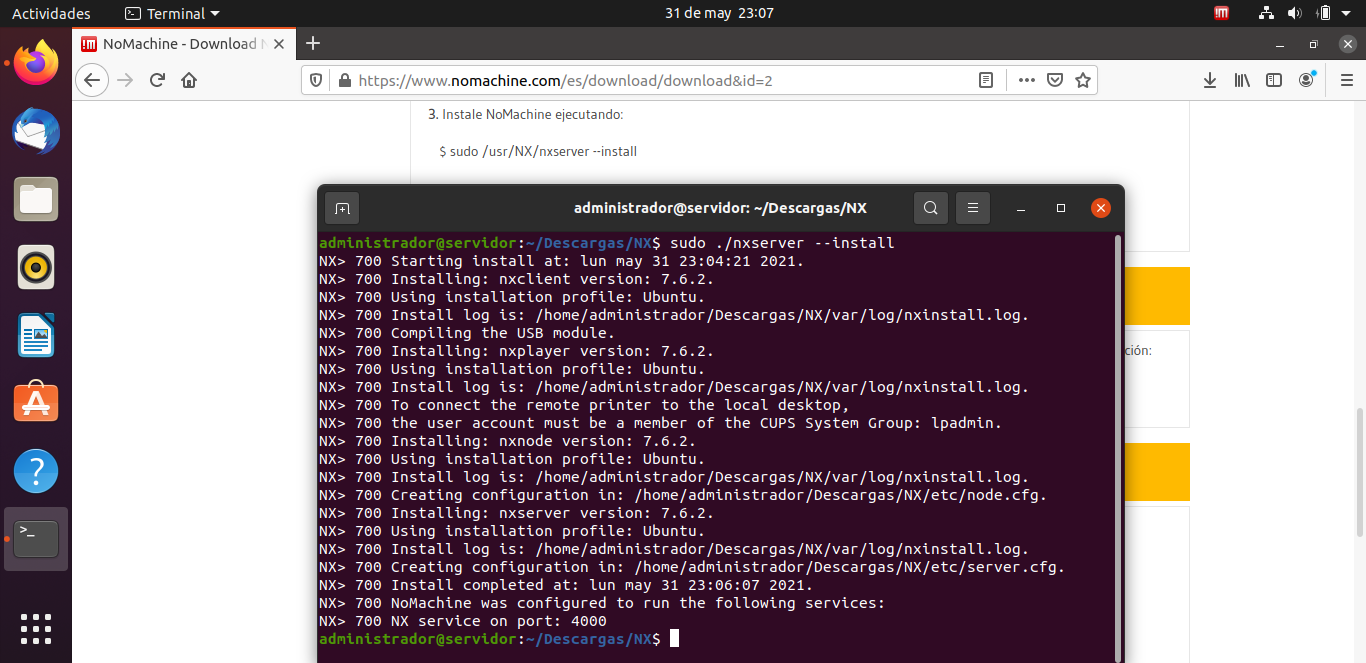 Actividades
Terminal
31 de may 23:07
NoMachine - Download N
https://www.nomachine.com/es/download/download&id=2
3. Instale NoMachine ejecutando:
$ sudo /usr/NX/nxserver --install
administrador@servidor: ~/Descargas/NX
ción:
administrador@servidor:~/Descargas/NX$ sudo ./nxserver --install
NX> 700 Starting install at: lun may 31 23:04:21 2021.
NX> 700 Installing: nxclient version: 7.6.2.
NX> 700 Using installation profile: Ubuntu.
NX> 700 Install log is: /home/administrador/Descargas/NX/var/log/nxinstall.log.
NX> 700 Compiling the USB module.
NX> 700 Installing: nxplayer version: 7.6.2.
NX> 700 Using installation profile: Ubuntu.
NX> 700 Install log is: /home/administrador/Descargas/NX/var/log/nxinstall.log.
NX> 700 To connect the remote printer to the local desktop,
NX> 700 the user account must be a member of the CUPS System Group: lpadmin.
NX> 700 Installing: nxnode version: 7.6.2.
NX> 700 Using installation profile: Ubuntu.
NX> 700 Install log is: /home/administrador/Descargas/NX/var/log/nxinstall.log.
NX> 700 Creating configuration in: /home/administrador/Descargas/NX/etc/node.cfg.
NX> 700 Installing: nxserver version: 7.6.2.
NX> 700 Using installation profile: Ubuntu.
NX> 700 Install log is: /home/administrador/Descargas/NX/var/log/nxinstall.log.
NX> 700 Creating configuration in: /home/administrador/Descargas/NX/etc/server.cfg.
NX> 700 Install completed at: lun may 31 23:06:07 2021.
NX> 700 NoMachine was configured to run the following services:
NX> 700 NX service on port: 4000
administrador@servidor:~/Descargas/NX$